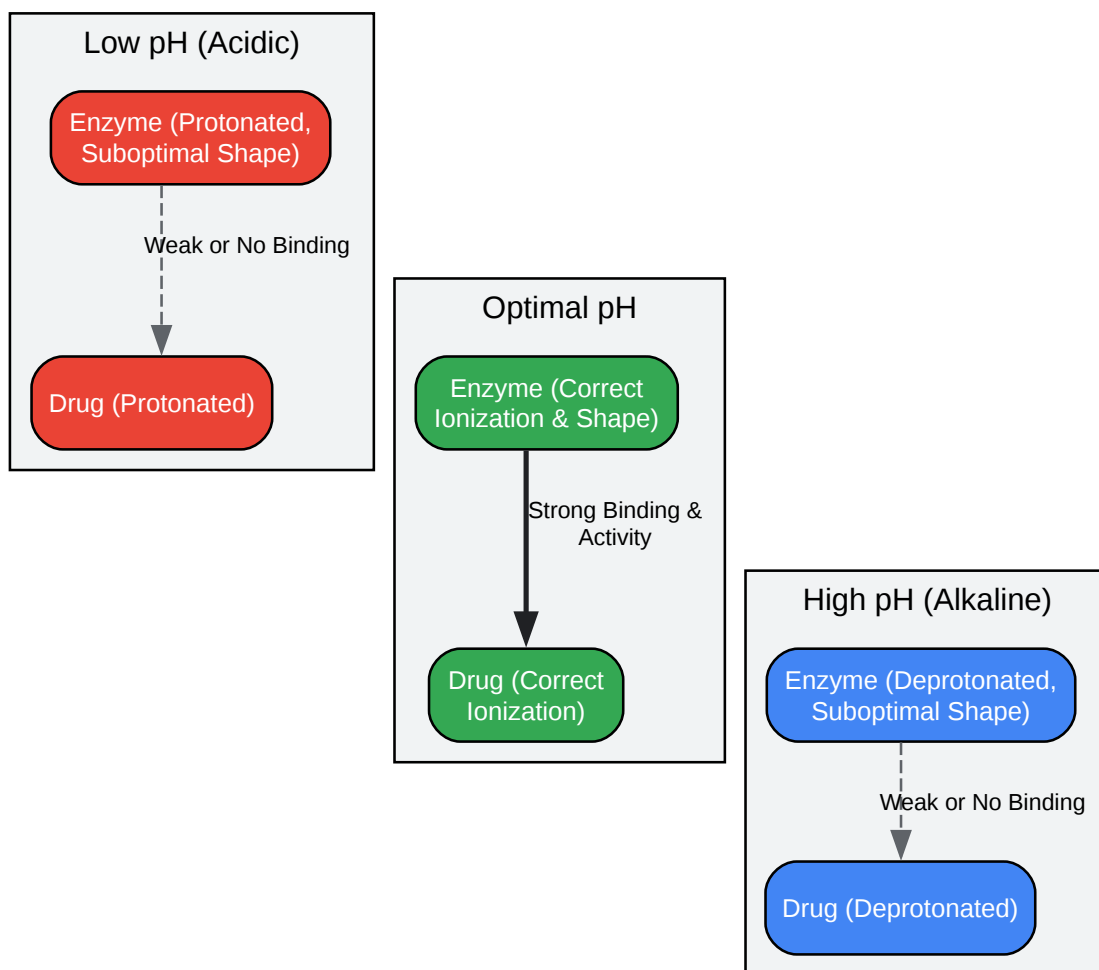 Low pH (Acidic)
Enzyme (Protonated,
Suboptimal Shape)
Weak or No Binding
Drug (Protonated)
Optimal pH
Enzyme (Correct
Ionization & Shape)
Strong Binding &
Activity
Drug (Correct
Ionization)
High pH (Alkaline)
Enzyme (Deprotonated,
Suboptimal Shape)
Weak or No Binding
Drug (Deprotonated)